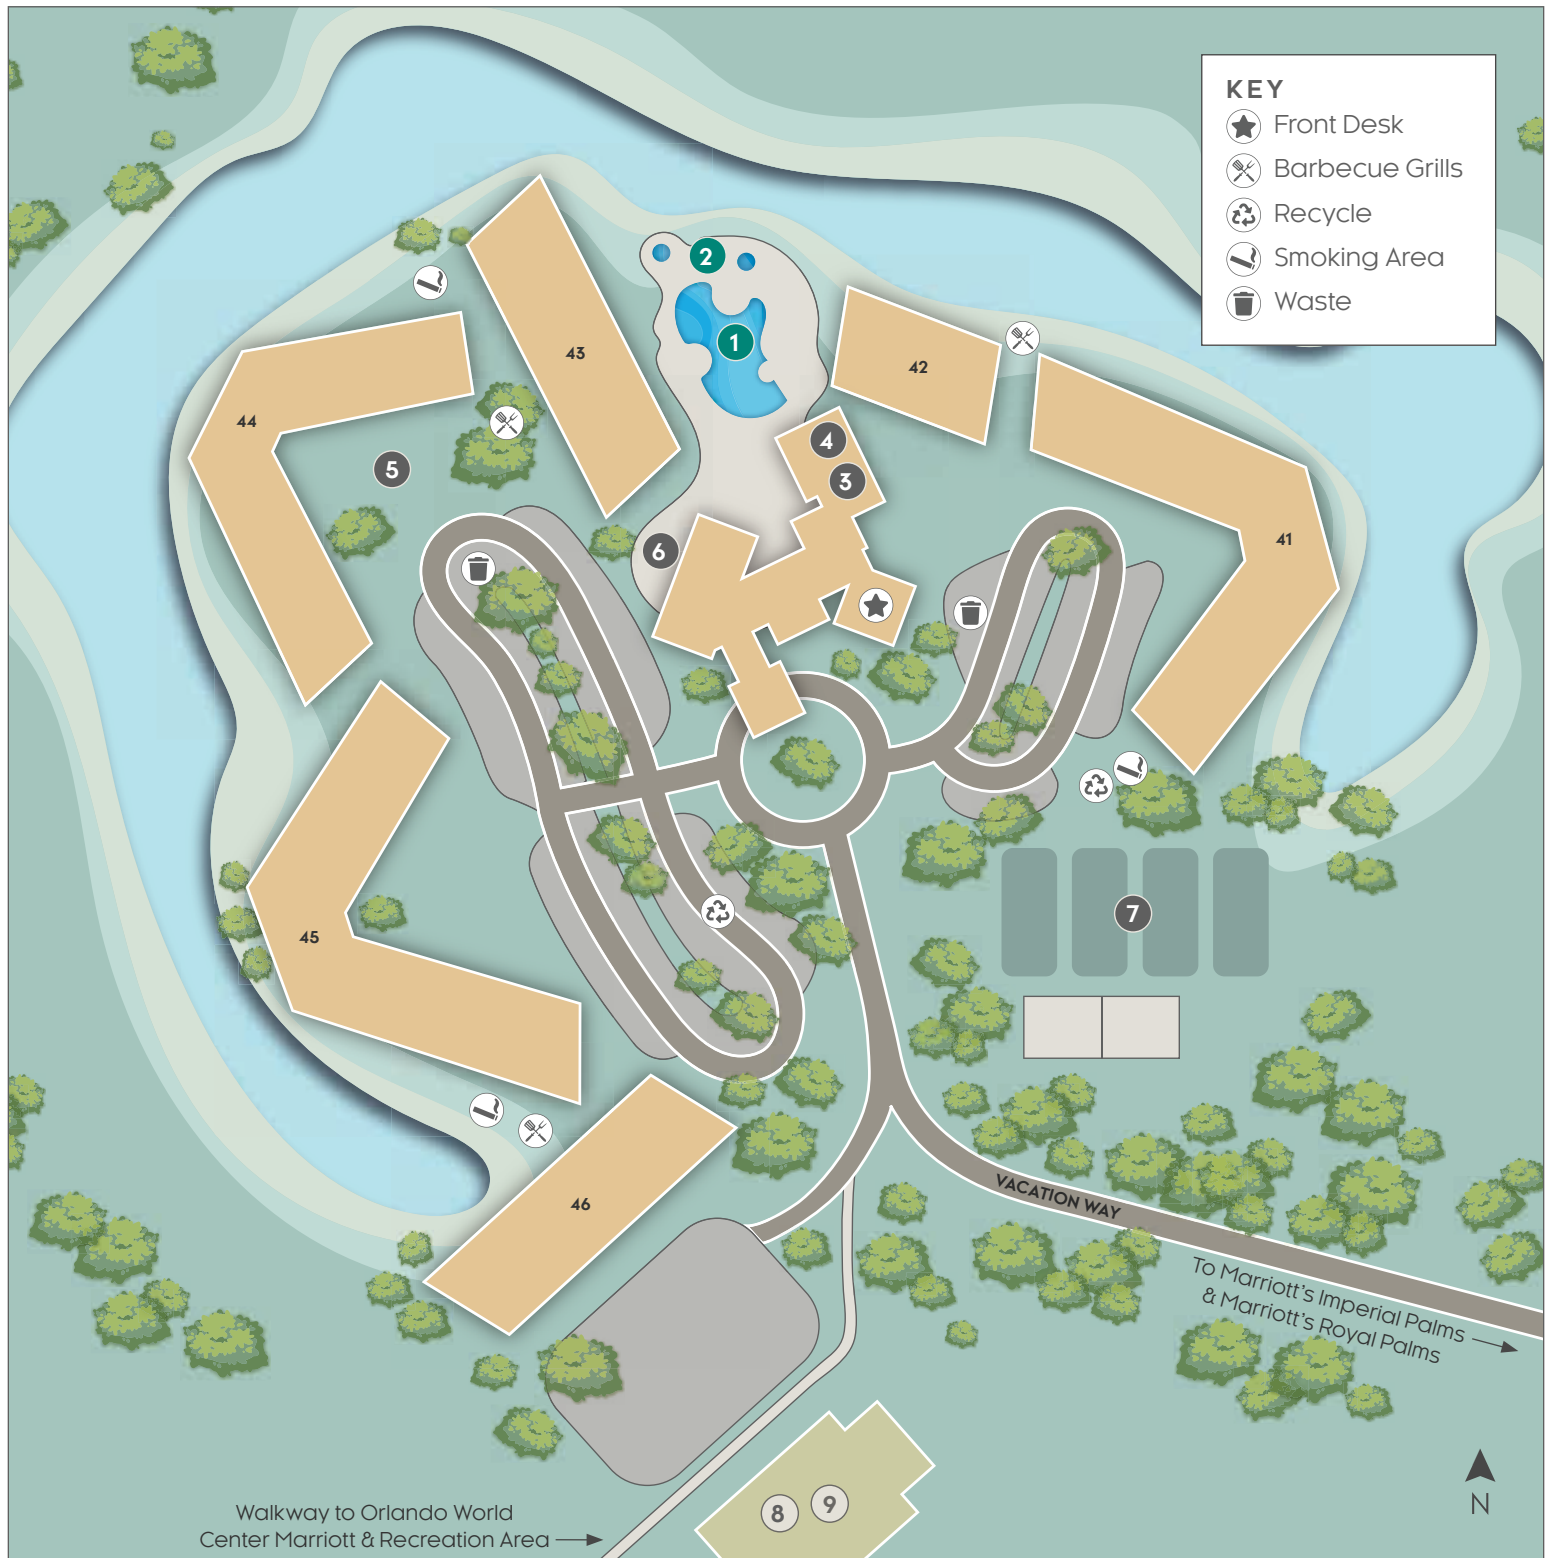 KEY
Front Desk
Barbecue Grills
Recycle
Smoking Area
Waste
2
1
43
42
44
4
3
5
41
6
7
45
46
VACATION WAY
To Marriott's Imperial Palms
& Marriott's Royal Palms
N
8
9
Walkway to Orlando World
Center Marriott & Recreation Area